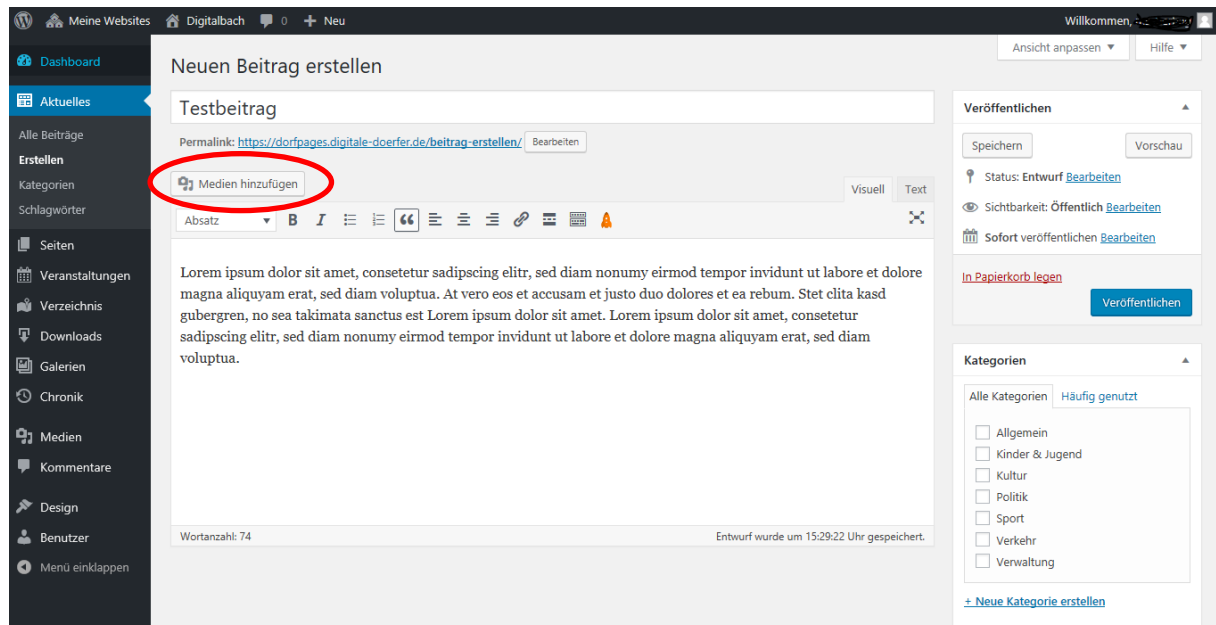 Meine Websites Digitalbach 0 + Neu Willkommen,
Ansicht anpassen ▼ Hilfe ▼
Dashboard
Aktuelles
Alle Beiträge
Erstellen
Kategorien
Schlagwörter
Seiten
Veranstaltungen
Verzeichnis
Downloads
Galerien
Chronik
Medien
Kommentare
Design
Benutzer
Menü einklappen
Neuen Beitrag erstellen
Testbeitrag
Permalink: https://dorfpages.digitale-doerfer.de/beitrag-erstellen/ Bearbeiten
Medien hinzufügen
Visuell Text
Absatz ▼ B I
Lorem ipsum dolor sit amet, consetetur sadipscing elitr, sed diam nonumy eirmod tempor invidunt ut labore et dolore
magna aliquyam erat, sed diam voluptua. At vero eos et accusam et justo duo dolores et ea rebum. Stet clita kasd
gubergren, no sea takimata sanctus est Lorem ipsum dolor sit amet. Lorem ipsum dolor sit amet, consetetur
sadipscing elitr, sed diam nonumy eirmod tempor invidunt ut labore et dolore magna aliquyam erat, sed diam
voluptua.
Wortanzahl: 74 Entwurf wurde um 15:29:22 Uhr gespeichert.
Veröffentlichen
Speichern Vorschau
Status: Entwurf Bearbeiten
Sichtbarkeit: Öffentlich Bearbeiten
Sofort veröffentlichen Bearbeiten
In Papierkorb legen
Veröffentlichen
Kategorien
Alle Kategorien Häufig genutzt
Allgemein
Kinder & Jugend
Kultur
Politik
Sport
Verkehr
Verwaltung
+ Neue Kategorie erstellen